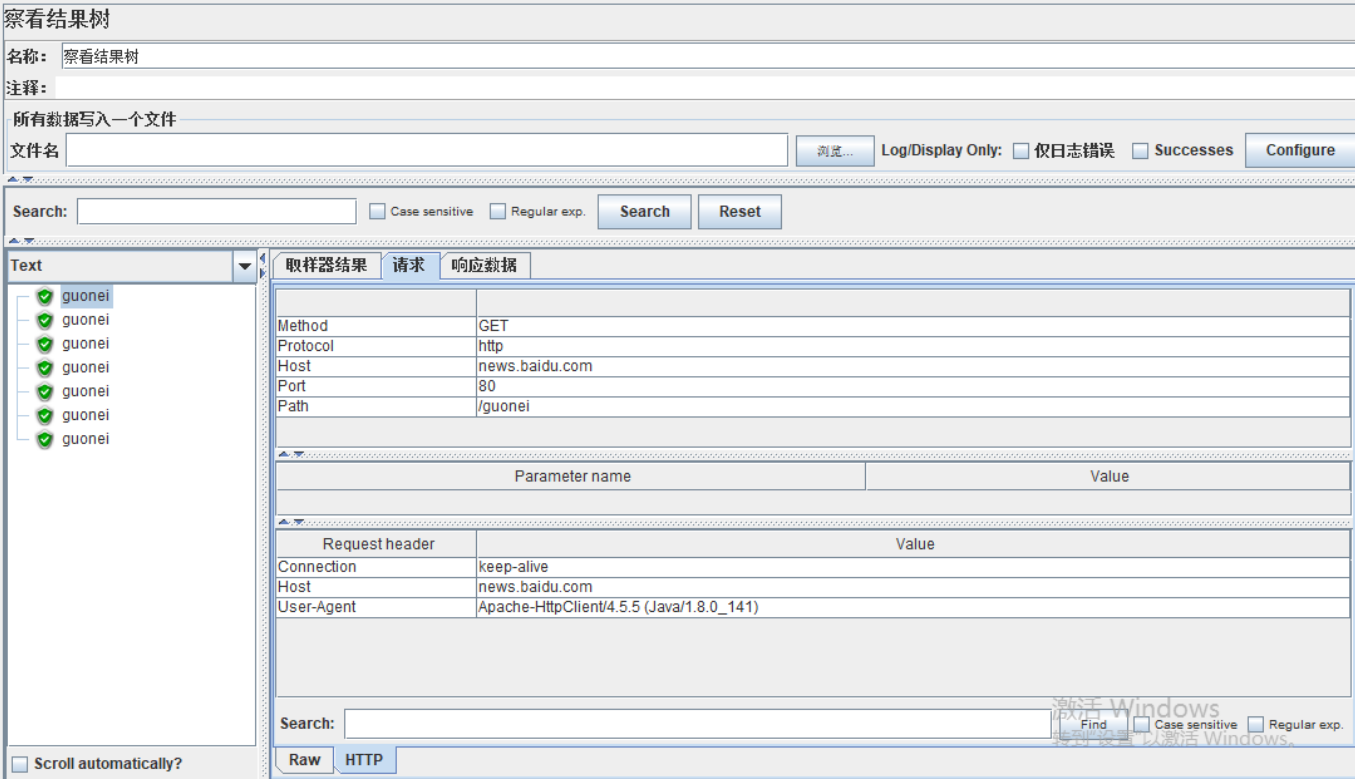 察看结果树
名称： 察看结果树
注释：
所有数据写入一个文件
文件名 浏览... Log/Display Only: 仅日志错误 Successes Configure
Search: Case sensitive Regular exp. Search Reset
Text
guonei
guonei
guonei
guonei
guonei
guonei
guonei
Scroll automatically?
取样器结果 请求 响应数据
Method GET
Protocol http
Host news.baidu.com
Port 80
Path /guonei
Parameter name Value
Request header Value
Connection keep-alive
Host news.baidu.com
User-Agent Apache-HttpClient/4.5.5 (Java/1.8.0_141)
激活 Windows
Search: Find Case sensitive Regular exp.
转到"设置"以激活 Windows。
Raw HTTP